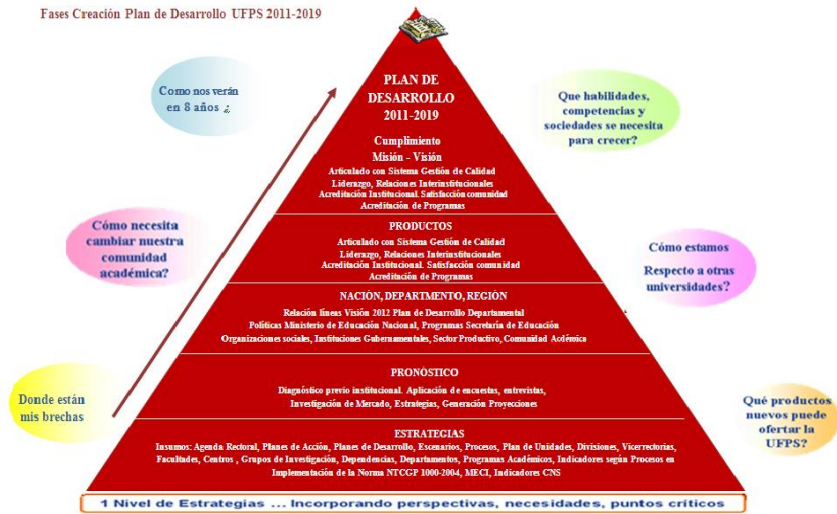 Fases Creación Plan de Desarrollo UFPS 2011-2019
Como nos verán
en 8 años ¿
Que habilidades,
competencias y
sociedades se necesita
para crecer?
PLAN DE
DESARROLLO
2011-2019
Cumplimiento
Misión – Visión
Articulado con Sistema Gestión de Calidad
Liderazgo, Relaciones Interinstitucionales
Acreditación Institucional. Satisfacción comunidad
Acreditación de Programas
Cómo necesita
cambiar nuestra
comunidad
académica?
PRODUCTOS
Articulado con Sistema Gestión de Calidad
Liderazgo, Relaciones Interinstitucionales
Acreditación Institucional. Satisfacción comunidad
Acreditación de Programas
Cómo estamos
Respecto a otras
universidades?
NACIÓN, DEPARTMENTO, REGIÓN
Relación líneas Visión 2012 Plan de Desarrollo Departamental
Políticas Ministerio de Educación Nacional, Programas Secretaria de Educación
Organizaciones sociales, Instituciones Gubernamentales, Sector Productivo, Comunidad Acdémica
PRONÓSTICO
Diagnóstico previo institucional. Aplicación de encuestas, entrevistas,
Investigación de Mercado, Estrategias, Generación Proyecciones
Donde están
mis brechas
Qué productos
nuevos puede
ofertar la
UFPS?
ESTRATEGIAS
Insumos: Agenda Rectoral, Planes de Acción, Planes de Desarrollo, Escenarios, Procesos, Plan de Unidades, Divisiones, Vicerrectorias,
Facultades, Centros , Grupos de Investigación, Dependencias, Departamentos, Programas Académicos, Indicadores según Procesos en
Implementación de la Norma NTCGP 1000-2004, MECI, Indicadores CNS
1 Nivel de Estrategias ... Incorporando perspectivas, necesidades, puntos críticos